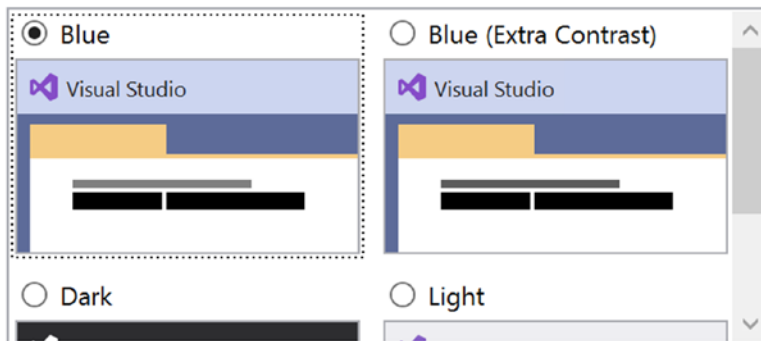 Blue
Blue (Extra Contrast)
Visual Studio
Visual Studio
Dark
Light